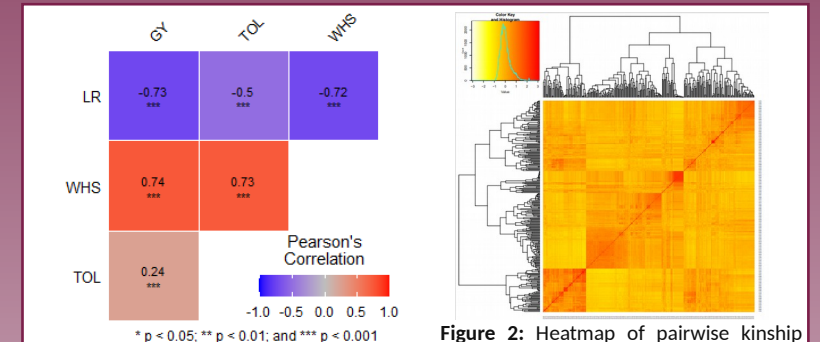 GY TOL WHS
LR -0.73 -0.5 -0.72
*** *** ***
WHS 0.74 0.73
*** ***
TOL 0.24
***
Pearson's
Correlation
-1.0 -0.5 0.0 0.5 1.0
* p < 0.05; ** p < 0.01; and *** p < 0.001
Color Key
and Histogram
Value
Figure 2: Heatmap of pairwise kinship